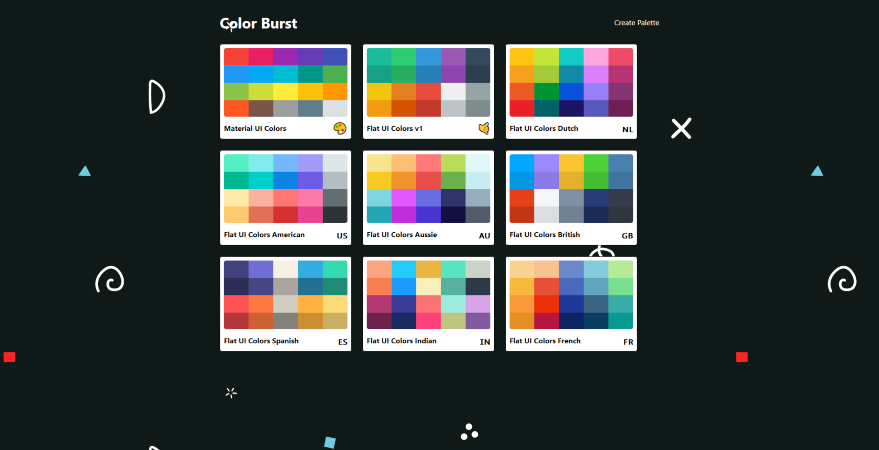 Color Burst
Create Palette
Material UI Colors
Flat UI Colors v1
Flat UI Colors Dutch NL
Flat UI Colors American US
Flat UI Colors Aussie AU
Flat UI Colors British GB
Flat UI Colors Spanish ES
Flat UI Colors Indian IN
Flat UI Colors French FR